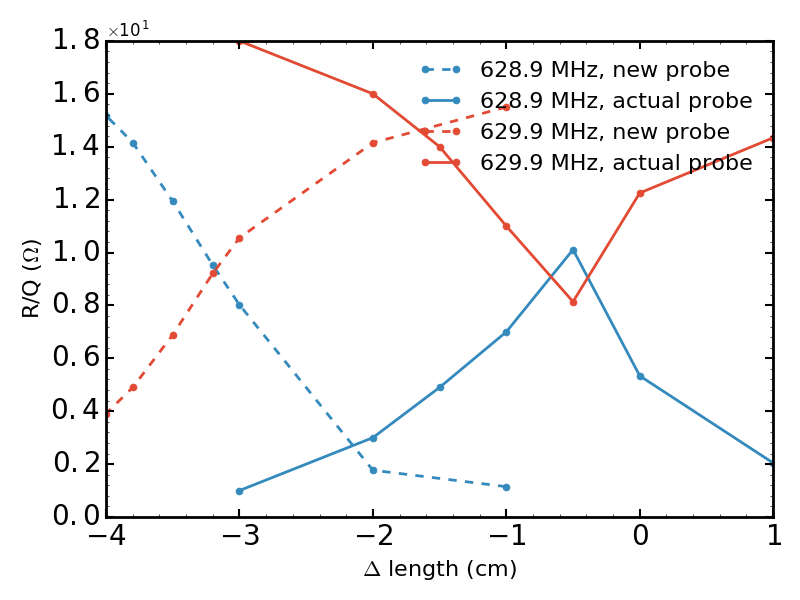 ×10¹
1.8
1.6
1.4
1.2
1.0
0.8
0.6
0.4
0.2
0.0
−4 −3 −2 −1 0 1
R/Q (Ω)
Δ length (cm)
628.9 MHz, new probe
628.9 MHz, actual probe
629.9 MHz, new probe
629.9 MHz, actual probe